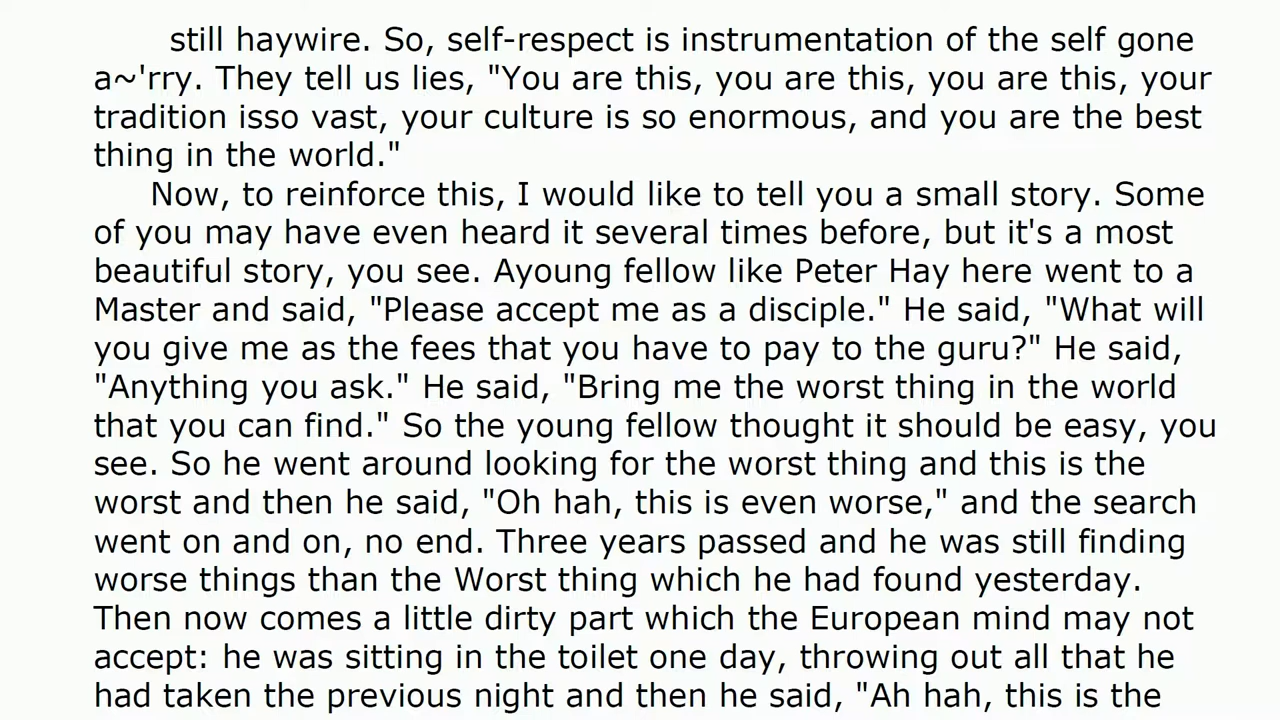 still haywire. So, self-respect is instrumentation of the self gone
a~'rry. They tell us lies, "You are this, you are this, you are this, your
tradition isso vast, your culture is so enormous, and you are the best
thing in the world."
Now, to reinforce this, I would like to tell you a small story. Some
of you may have even heard it several times before, but it's a most
beautiful story, you see. Ayoung fellow like Peter Hay here went to a
Master and said, "Please accept me as a disciple." He said, "What will
you give me as the fees that you have to pay to the guru?" He said,
"Anything you ask." He said, "Bring me the worst thing in the world
that you can find." So the young fellow thought it should be easy, you
see. So he went around looking for the worst thing and this is the
worst and then he said, "Oh hah, this is even worse," and the search
went on and on, no end. Three years passed and he was still finding
worse things than the Worst thing which he had found yesterday.
Then now comes a little dirty part which the European mind may not
accept: he was sitting in the toilet one day, throwing out all that he
had taken the previous night and then he said, "Ah hah, this is the